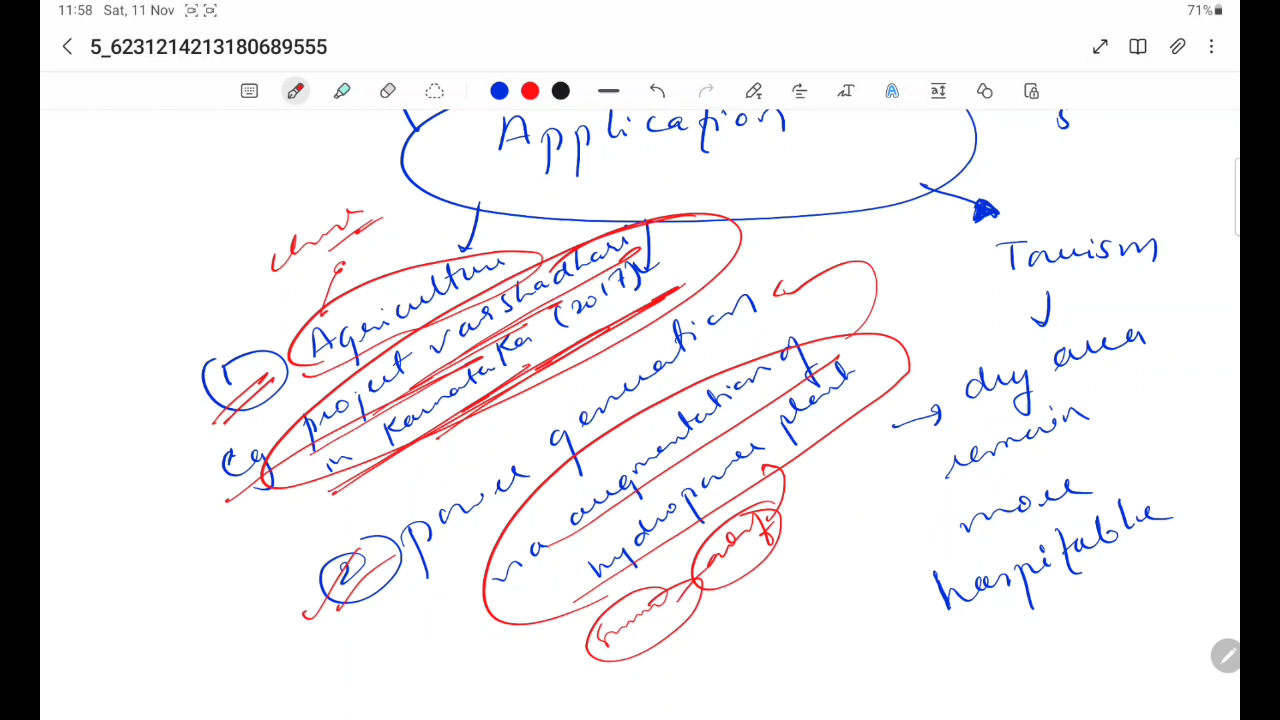 11:58 Sat, 11 Nov
71%
5_6231214213180689555
Application
s
① Agriculture
Eg project varshadhari
in Karnataka (2017)
② power generation
augmentation of
hydropower plant
Tourism
dry area
remain
more
hospitable